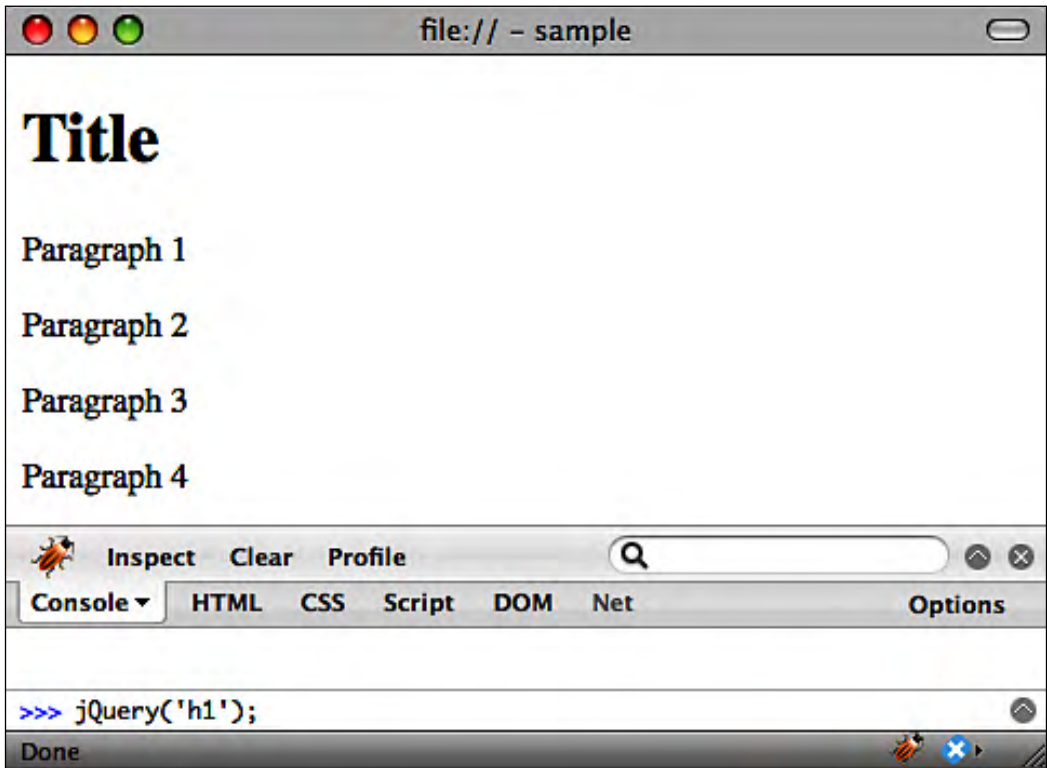 file:// – sample
Title
Paragraph 1
Paragraph 2
Paragraph 3
Paragraph 4
Inspect Clear Profile
Console HTML CSS Script DOM Net Options
>>> jQuery('h1');
Done